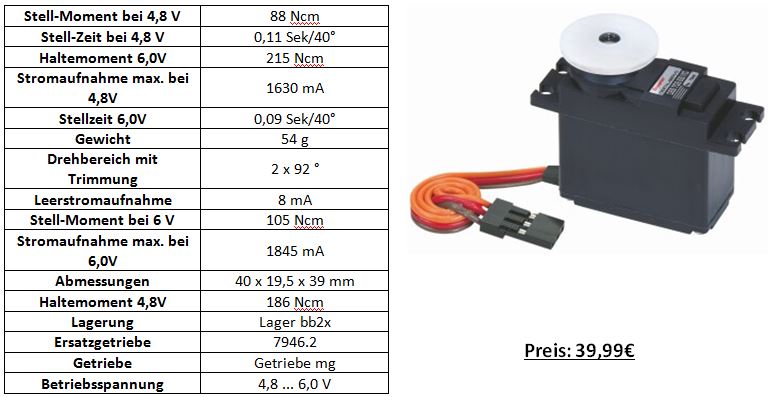 Stell-Moment bei 4,8 V 88 Ncm
Stell-Zeit bei 4,8 V 0,11 Sek/40°
Haltemoment 6,0V 215 Ncm
Stromaufnahme max. bei
4,8V 1630 mA
Stellzeit 6,0V 0,09 Sek/40°
Gewicht 54 g
Drehbereich mit
Trimmung 2 x 92 °
Leerstromaufnahme 8 mA
Stell-Moment bei 6 V 105 Ncm
Stromaufnahme max. bei
6,0V 1845 mA
Abmessungen 40 x 19,5 x 39 mm
Haltemoment 4,8V 186 Ncm
Lagerung Lager bb2x
Ersatzgetriebe 7946.2
Getriebe Getriebe mg
Betriebsspannung 4,8 ... 6,0 V
Preis: 39,99€